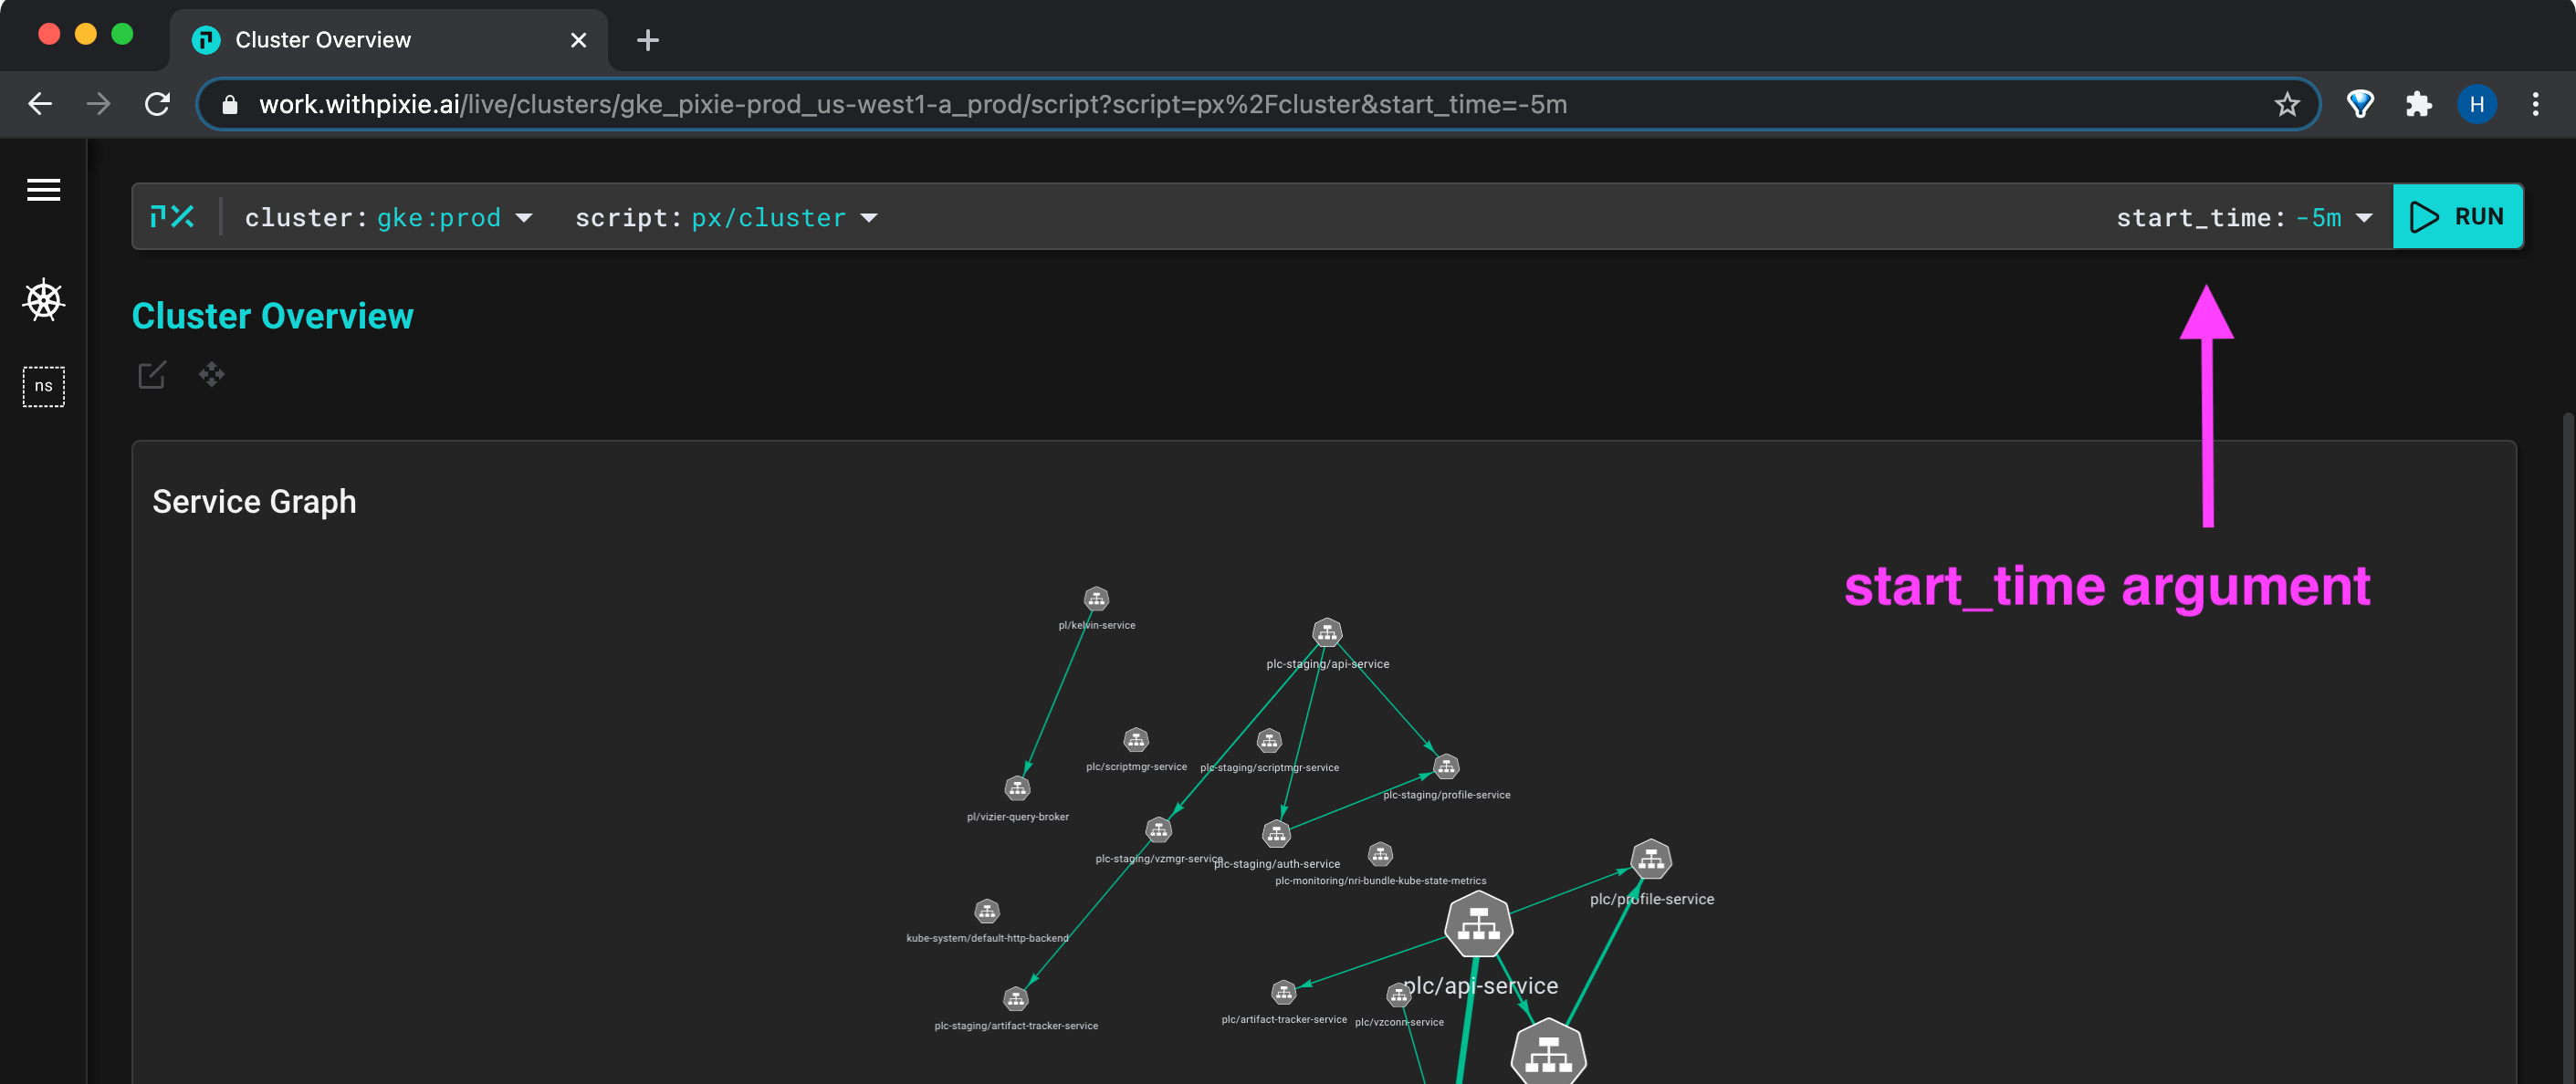 Cluster Overview
work.withpixie.ai/live/clusters/gke_pixie-prod_us-west1-a_prod/script?script=px%2Fcluster&start_time=-5m
H
cluster: gke:prod script: px/cluster start_time: -5m RUN
Cluster Overview
ns
Service Graph
start_time argument
pl/kelvin-service
plc-staging/api-service
plc/scriptmgr-service
plc-staging/scriptmgr-service
plc-staging/profile-service
pl/vizier-query-broker
plc-staging/vzmgr-service
plc-staging/auth-service
plc-monitoring/nri-bundle-kube-state-metrics
plc/profile-service
kube-system/default-http-backend
plc/api-service
plc/artifact-tracker-service
plc/vzconn-service
plc-staging/artifact-tracker-service